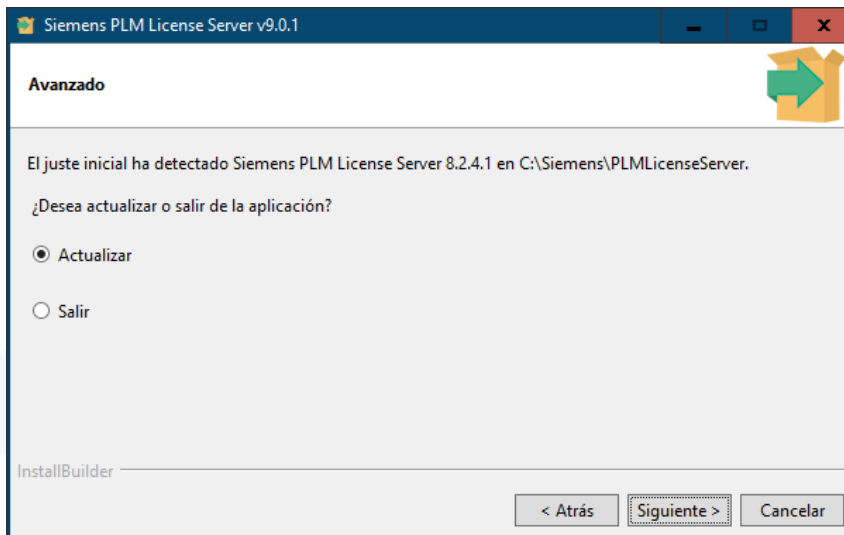 Siemens PLM License Server v9.0.1
Avanzado
El juste inicial ha detectado Siemens PLM License Server 8.2.4.1 en C:\Siemens\PLMLicenseServer.
¿Desea actualizar o salir de la aplicación?
Actualizar
Salir
InstallBuilder
< Atrás Siguiente > Cancelar